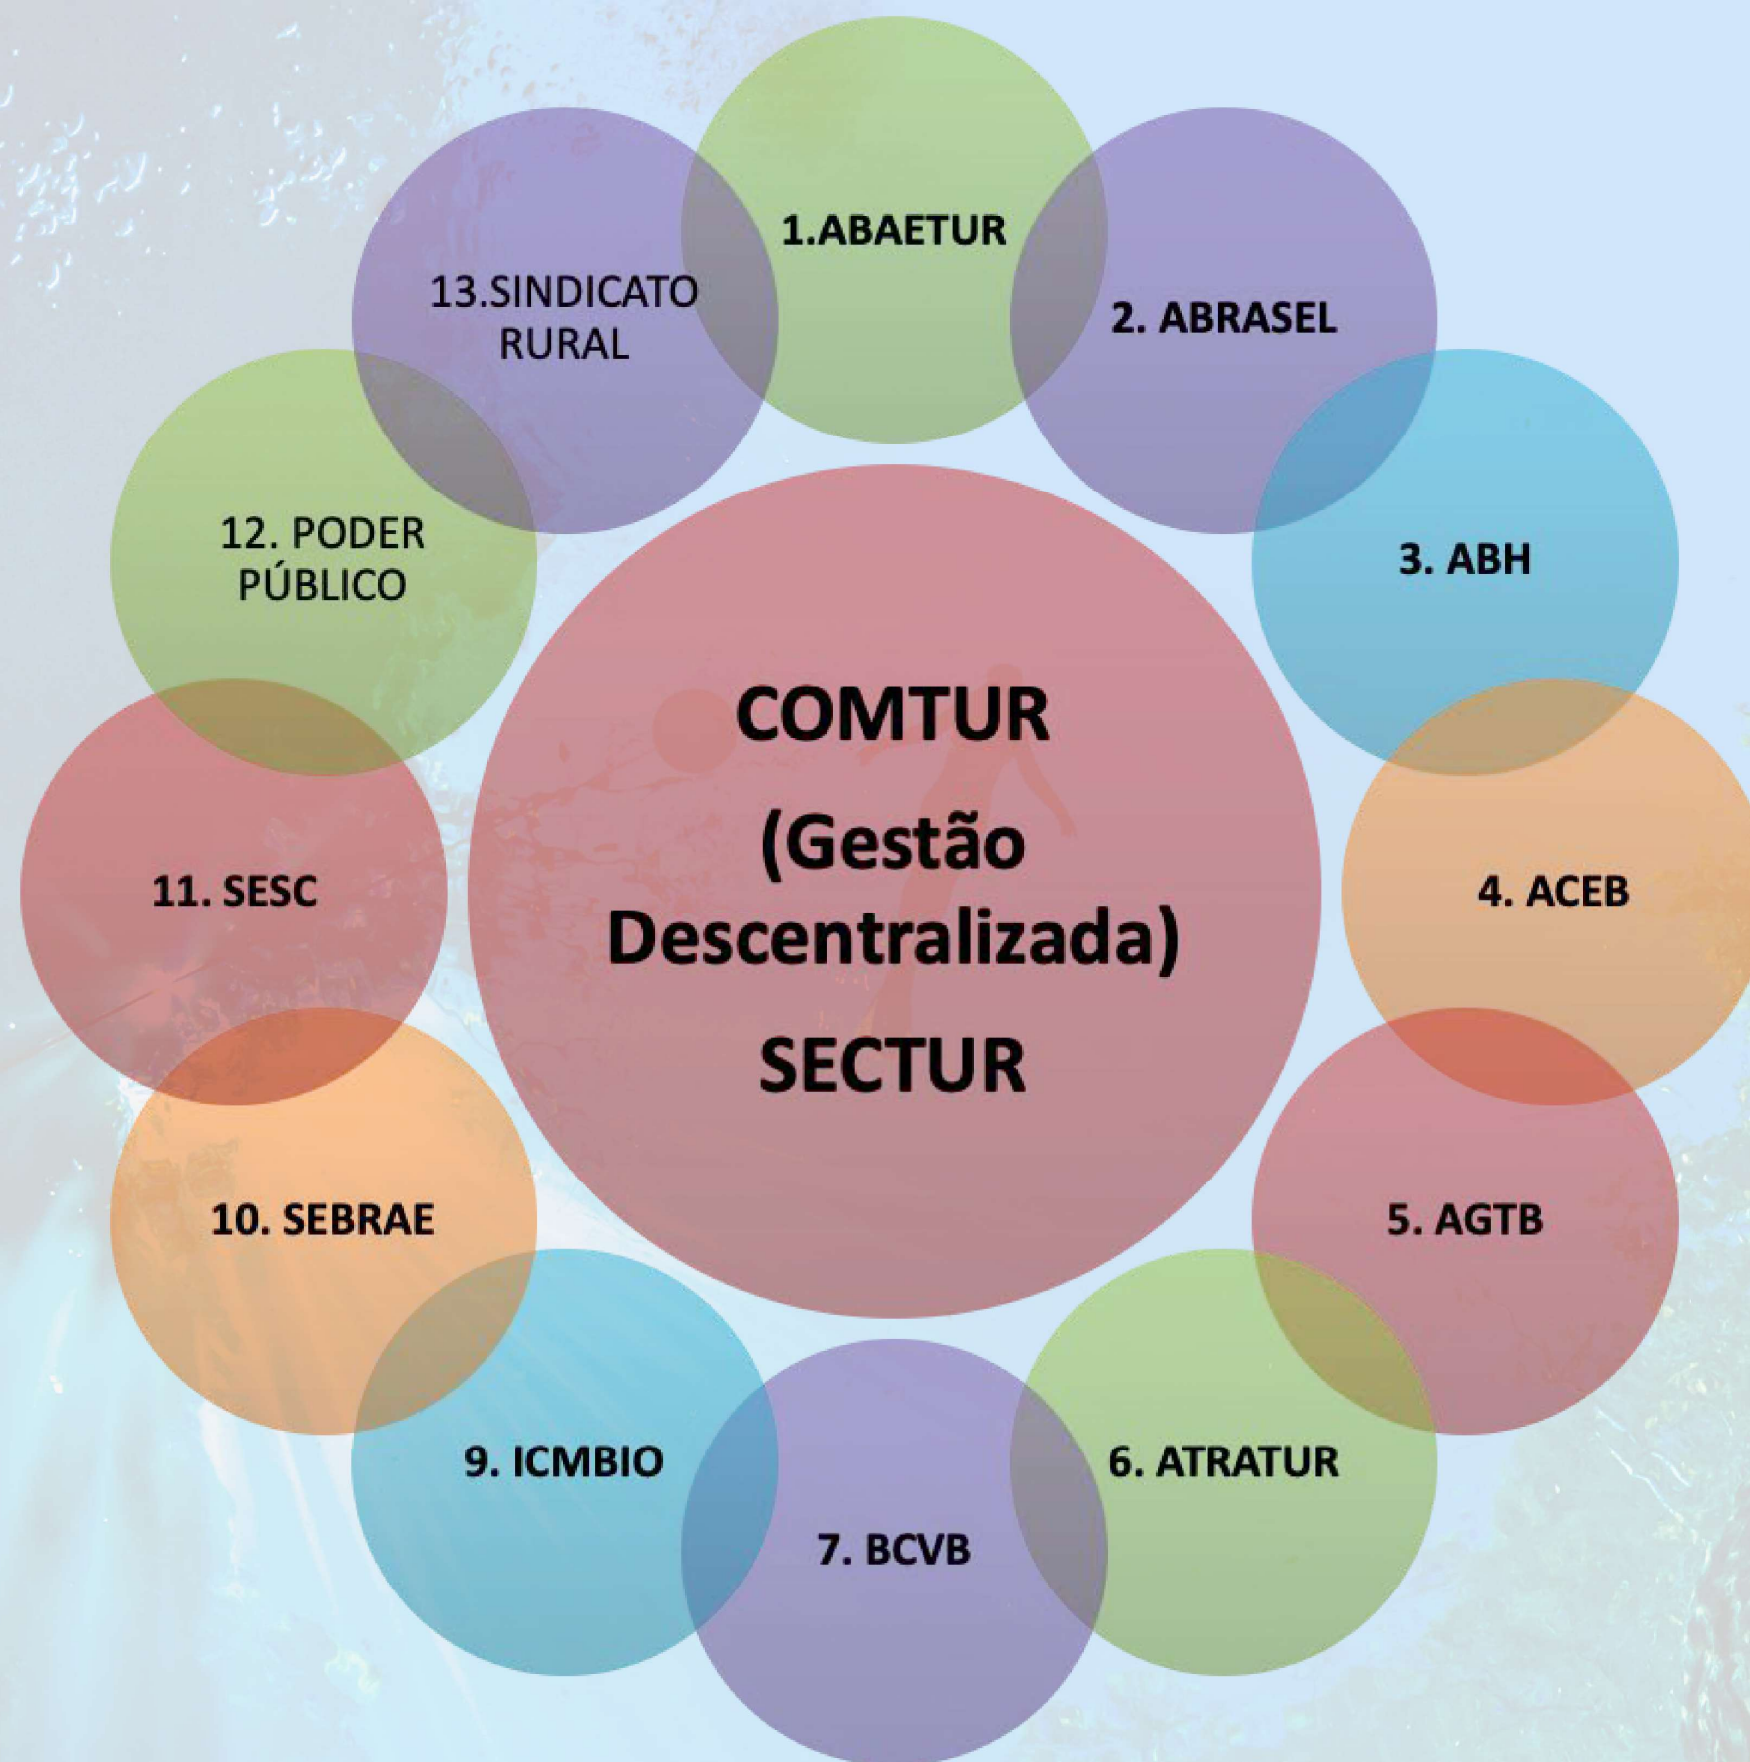 1.ABAETUR
2. ABRASEL
3. ABH
4. ACEB
5. AGTB
6. ATRATUR
7. BCVB
9. ICMBIO
10. SEBRAE
11. SESC
12. PODER
PÚBLICO
13.SINDICATO
RURAL
COMTUR
(Gestão
Descentralizada)
SECTUR